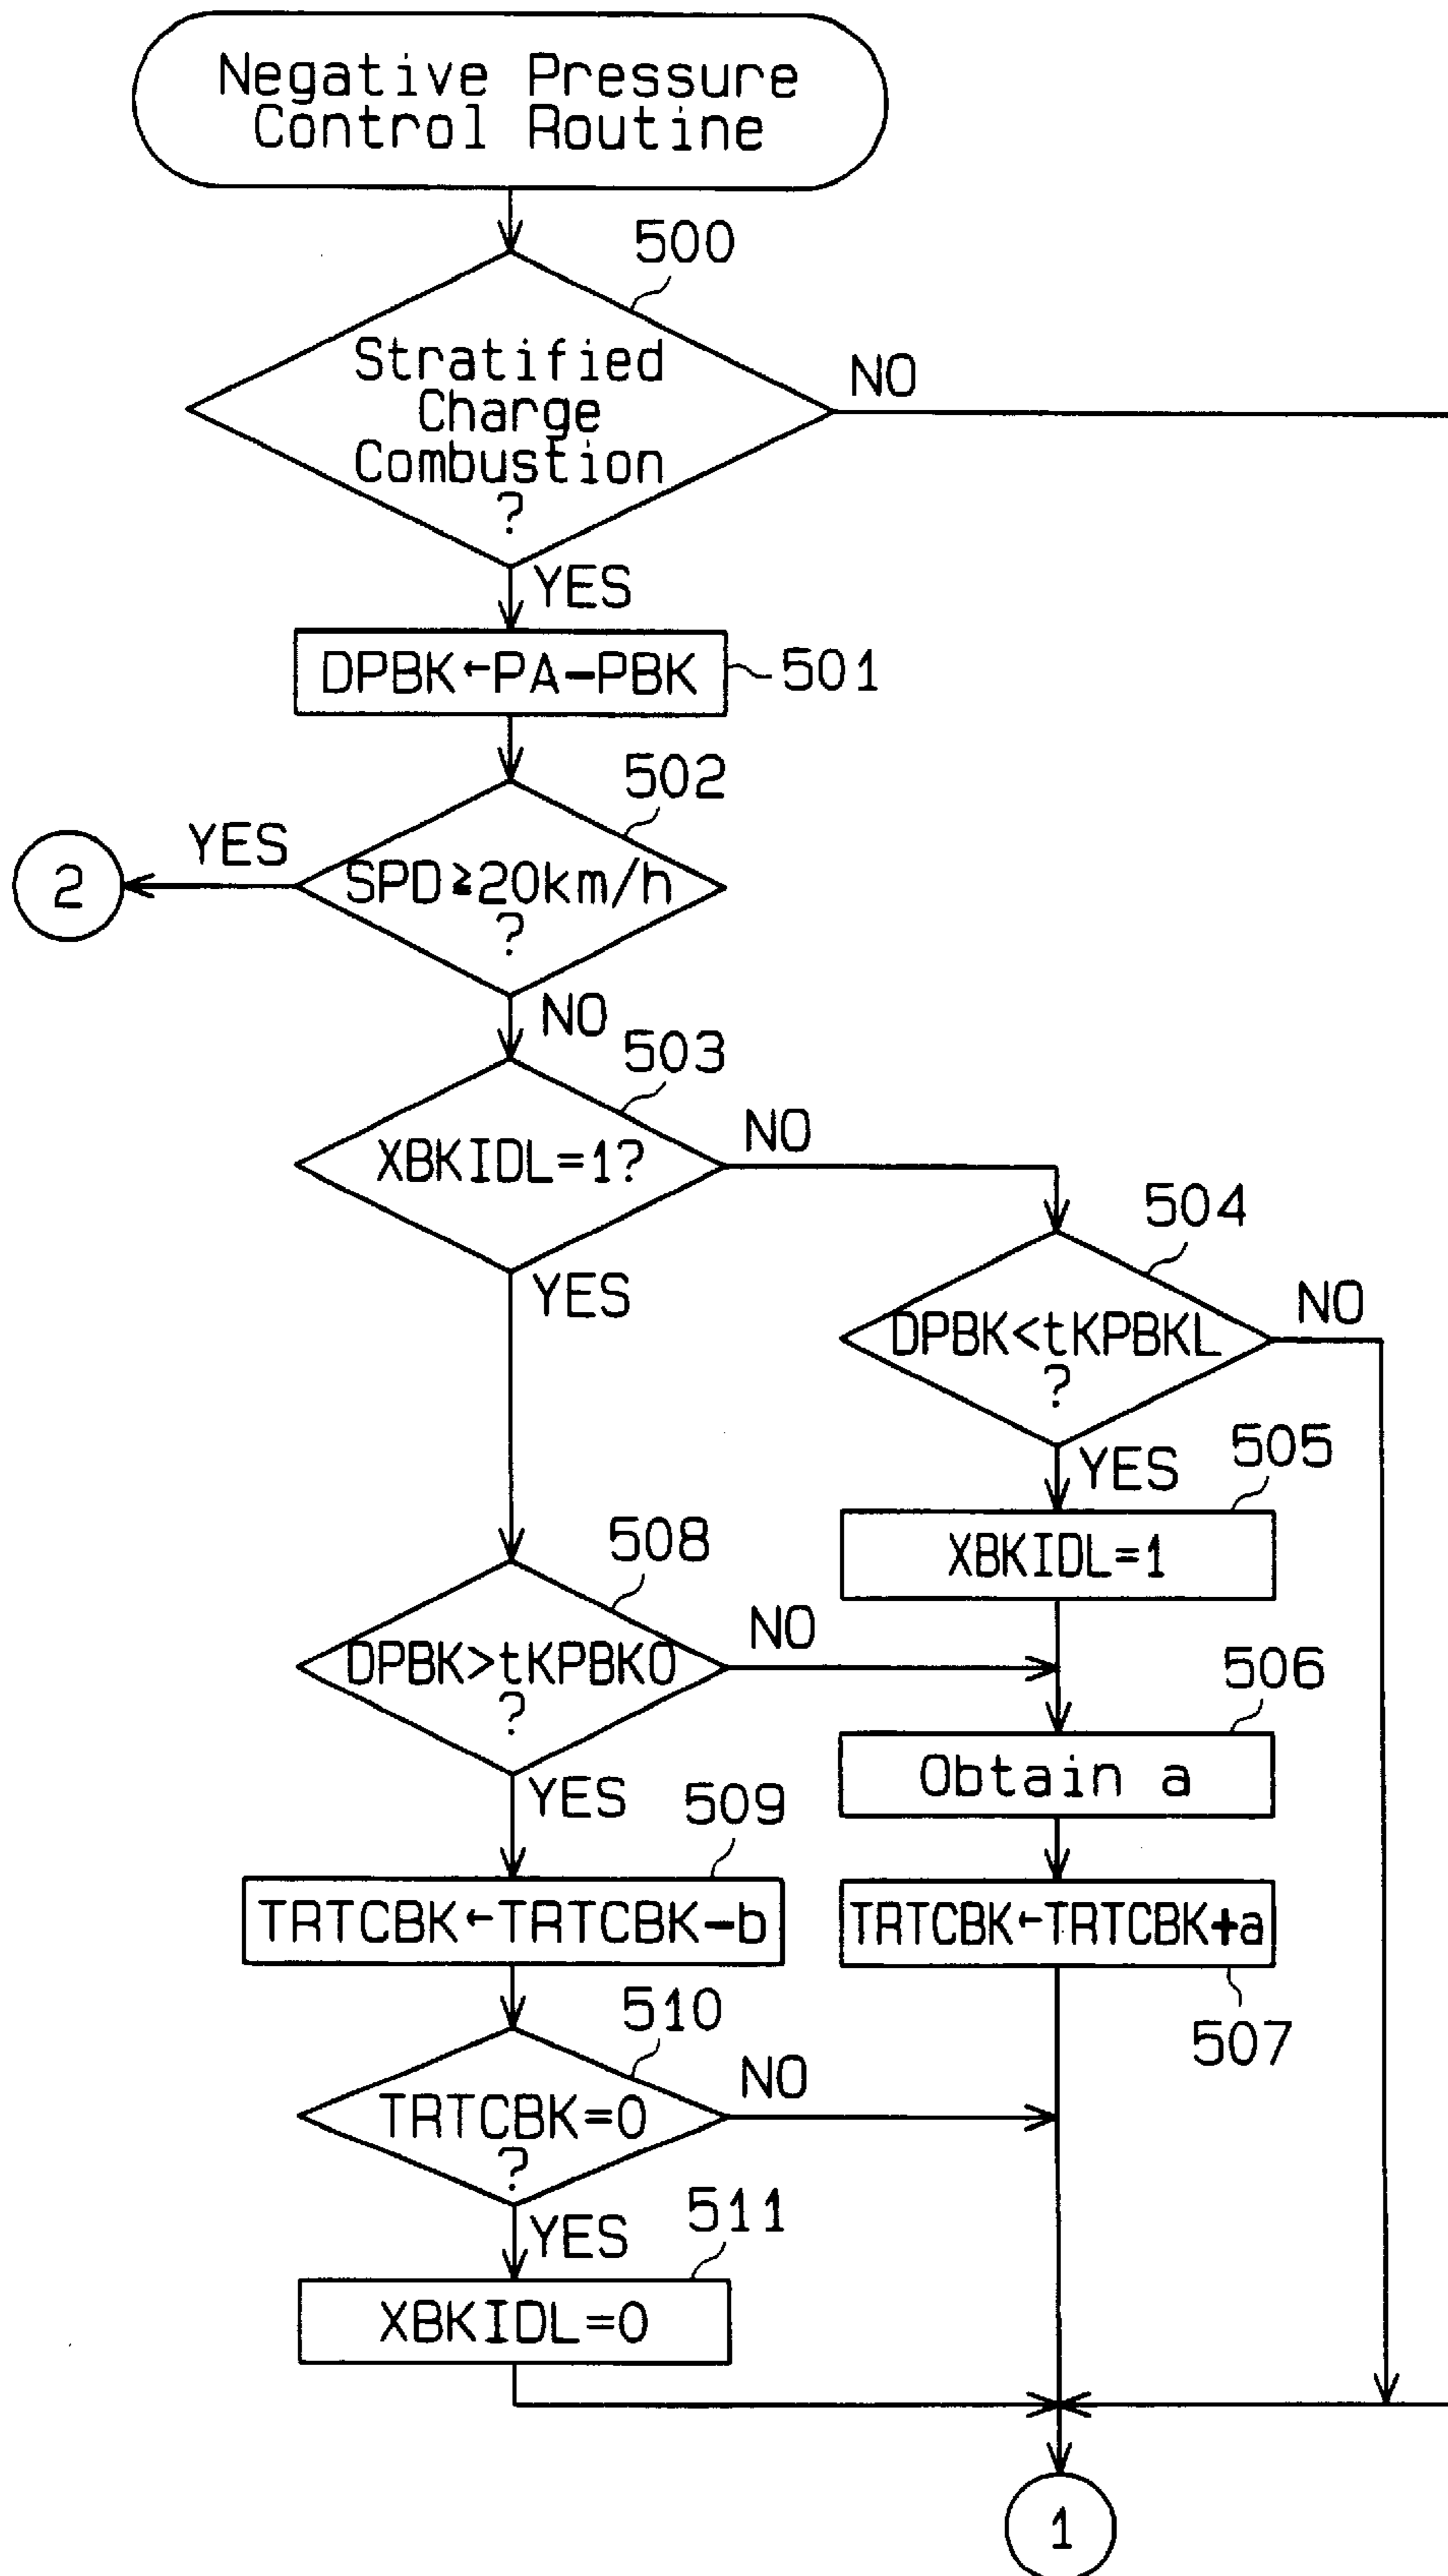 Negative Pressure
Control Routine
500
Stratified
Charge
Combustion
?
NO
YES
DPBK←PA-PBK
501
502
YES
SPD≧20km/h
?
2
NO
503
XBKIDL=1?
NO
504
YES
DPBK<tKPBKL
?
NO
YES
505
XBKIDL=1
508
DPBK>tKPBKO
?
NO
506
Obtain a
YES
509
TRTCBK←TRTCBK-b
TRTCBK←TRTCBK+a
507
510
TRTCBK=0
?
NO
YES
511
XBKIDL=0
1